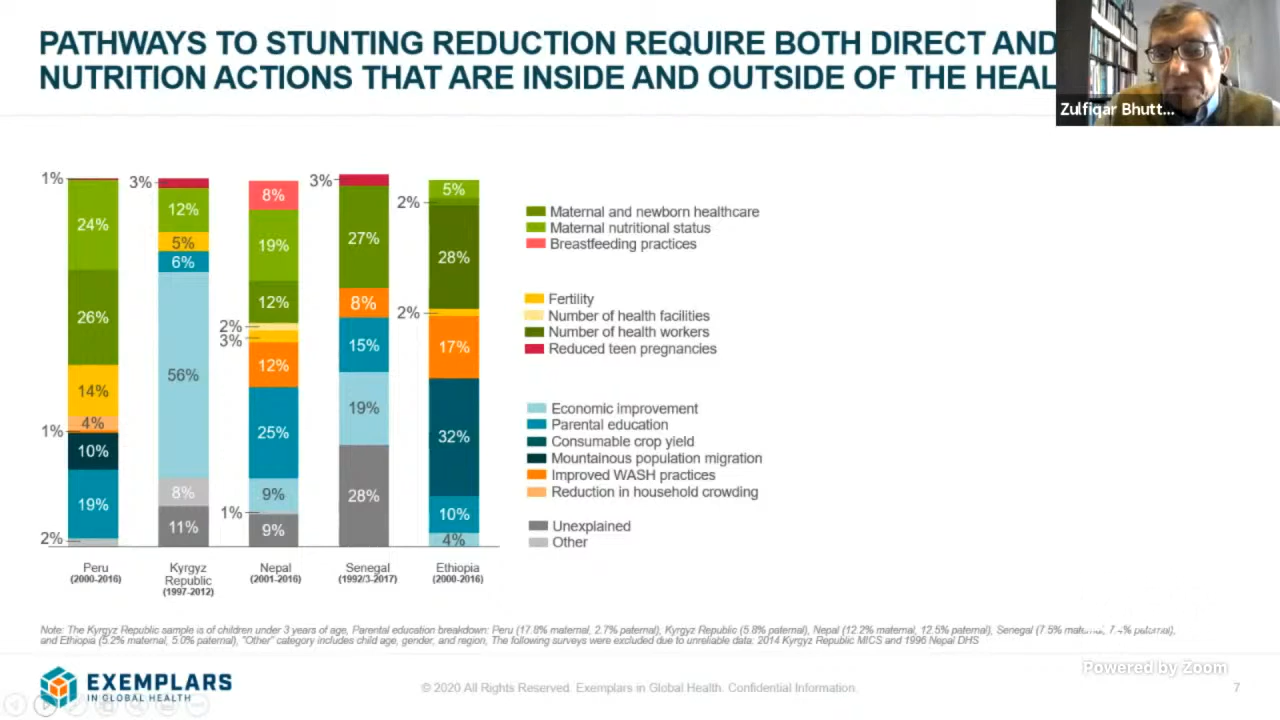 PATHWAYS TO STUNTING REDUCTION REQUIRE BOTH DIRECT AND
NUTRITION ACTIONS THAT ARE INSIDE AND OUTSIDE OF THE HEAL
Zulfiqar Bhutt...
1%
24%
26%
14%
4%
1%
10%
19%
2%
3%
12%
5%
6%
56%
8%
11%
8%
19%
12%
2%
3%
12%
25%
9%
1%
9%
3%
27%
8%
15%
19%
28%
5%
2%
28%
2%
17%
32%
10%
4%
Maternal and newborn healthcare
Maternal nutritional status
Breastfeeding practices
Fertility
Number of health facilities
Number of health workers
Reduced teen pregnancies
Economic improvement
Parental education
Consumable crop yield
Mountainous population migration
Improved WASH practices
Reduction in household crowding
Unexplained
Other
Peru
(2000-2016)
Kyrgyz
Republic
(1997-2012)
Nepal
(2001-2016)
Senegal
(1992/3-2017)
Ethiopia
(2000-2016)
Note: The Kyrgyz Republic sample is of children under 3 years of age, Parental education breakdown: Peru (17.8% maternal, 2.7% paternal), Kyrgyz Republic (5.8% paternal), Nepal (12.2% maternal, 12.5% paternal), Senegal (7.5% maternal, 7.4% paternal),
and Ethiopia (5.2% maternal, 5.0% paternal), "Other" category includes child age, gender, and region, The following surveys were excluded due to unreliable data: 2014 Kyrgyz Republic MICS and 1996 Nepal DHS
Powered by Zoom
EXEMPLARS
IN GLOBAL HEALTH
© 2020 All Rights Reserved. Exemplars in Global Health. Confidential Information.
7